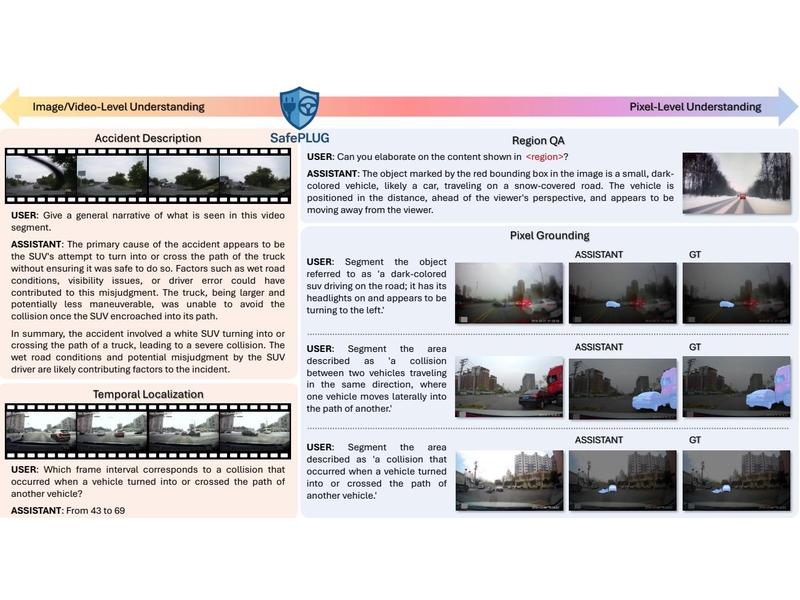 Image/Video-Level Understanding
SafePLUG
Pixel-Level Understanding
Accident Description
USER: Give a general narrative of what is seen in this video
segment.
ASSISTANT: The primary cause of the accident appears to be
the SUV's attempt to turn into or cross the path of the truck
without ensuring it was safe to do so. Factors such as wet road
conditions, visibility issues, or driver error could have
contributed to this misjudgment. The truck, being larger and
potentially less maneuverable, was unable to avoid the
collision once the SUV encroached into its path.
In summary, the accident involved a white SUV turning into or
crossing the path of a truck, leading to a severe collision. The
wet road conditions and potential misjudgment by the SUV
driver are likely contributing factors to the incident.
Temporal Localization
USER: Which frame interval corresponds to a collision that
occurred when a vehicle turned into or crossed the path of
another vehicle?
ASSISTANT: From 43 to 69
Region QA
USER: Can you elaborate on the content shown in <region>?
ASSISTANT: The object marked by the red bounding box in the image is a small, dark-
colored vehicle, likely a car, traveling on a snow-covered road. The vehicle is
positioned in the distance, ahead of the viewer's perspective, and appears to be
moving away from the viewer.
Pixel Grounding
USER: Segment the object
referred to as 'a dark-colored
suv driving on the road; it has its
headlights on and appears to be
turning to the left.'
ASSISTANT
GT
USER: Segment the area
described as 'a collision
between two vehicles traveling
in the same direction, where
one vehicle moves laterally into
the path of another.'
ASSISTANT
GT
USER: Segment the area
described as 'a collision that
occurred when a vehicle turned
into or crossed the path of
another vehicle.'
ASSISTANT
GT